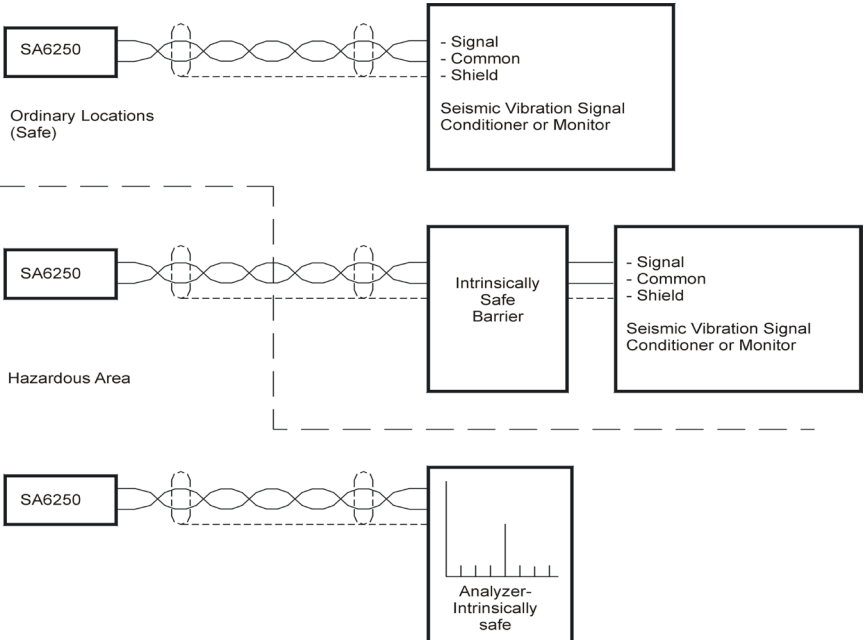 SA6250
- Signal
- Common
- Shield
Seismic Vibration Signal
Conditioner or Monitor
Ordinary Locations
(Safe)
SA6250
Intrinsically
Safe
Barrier
- Signal
- Common
- Shield
Seismic Vibration Signal
Conditioner or Monitor
Hazardous Area
SA6250
Analyzer-
Intrinsically
safe